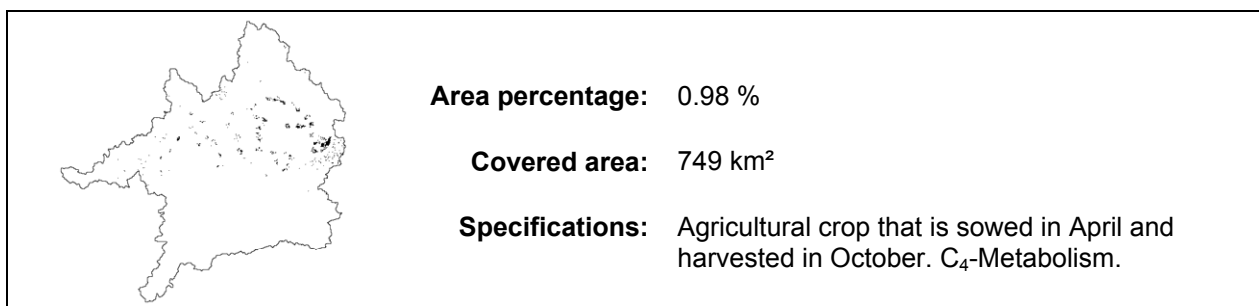 Area percentage: 0.98 %
Covered area: 749 km²
Specifications: Agricultural crop that is sowed in April and
harvested in October. C₄-Metabolism.